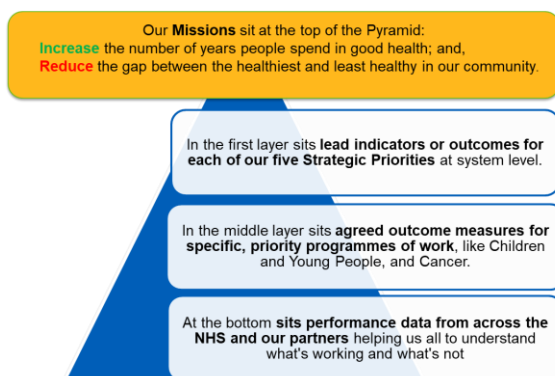 Our Missions sit at the top of the Pyramid:
Increase the number of years people spend in good health; and,
Reduce the gap between the healthiest and least healthy in our community.
In the first layer sits lead indicators or outcomes for
each of our five Strategic Priorities at system level.
In the middle layer sits agreed outcome measures for
specific, priority programmes of work, like Children
and Young People, and Cancer.
At the bottom sits performance data from across the
NHS and our partners helping us all to understand
what's working and what's not